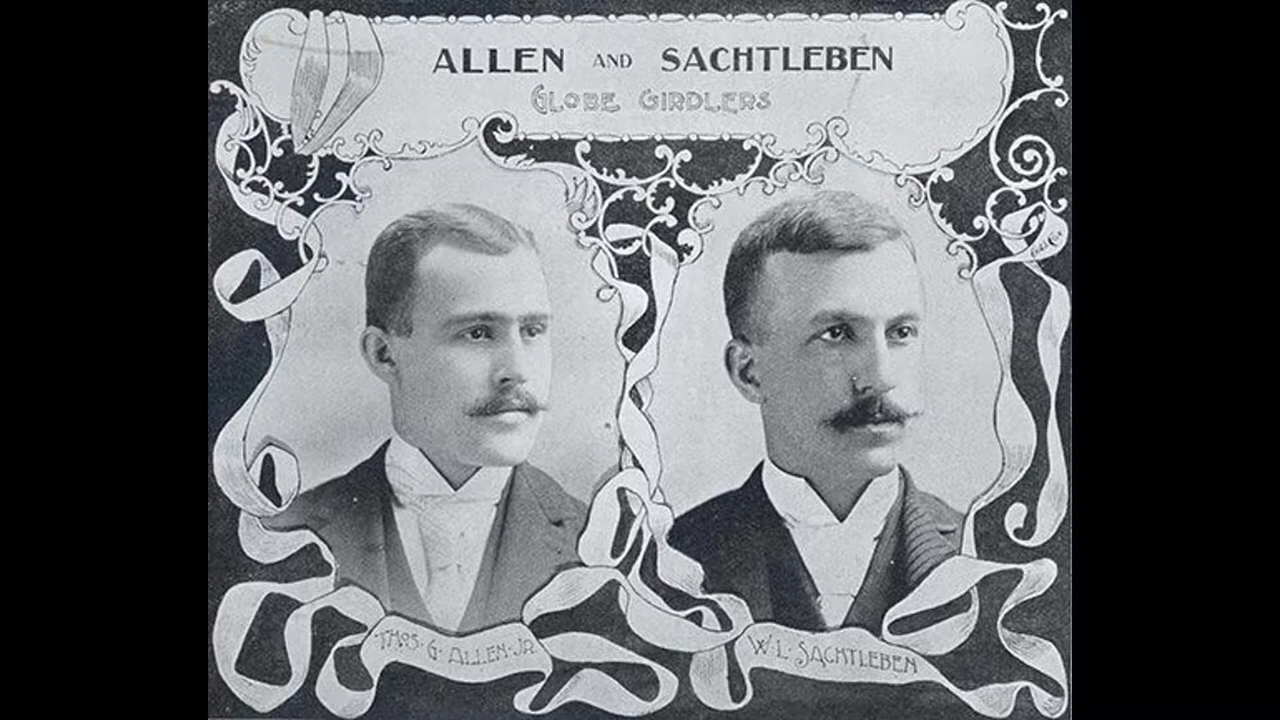 ALLEN AND SACHTLEBEN
GLOBE GIRDLERS
THOS. G. ALLEN. JR.
W. L. SACHTLEBEN